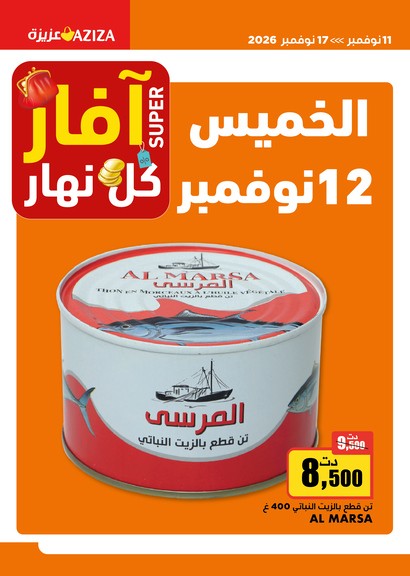 عزيزة AZIZA
11 نوفمبر >>> 17 نوفمبر 2026
آفار
SUPER
كل نهار
الخميس
12 نوفمبر
AL MARSA
THON EN MORCEAUX A L'HUILE VÉGÉTALE
المرسى
تن قطع بالزيت النباتي
المرسى
تن قطع بالزيت النباتي
دت
9,500
دت
8,500
تن قطع بالزيت النباتي 400 غ
AL MARSA